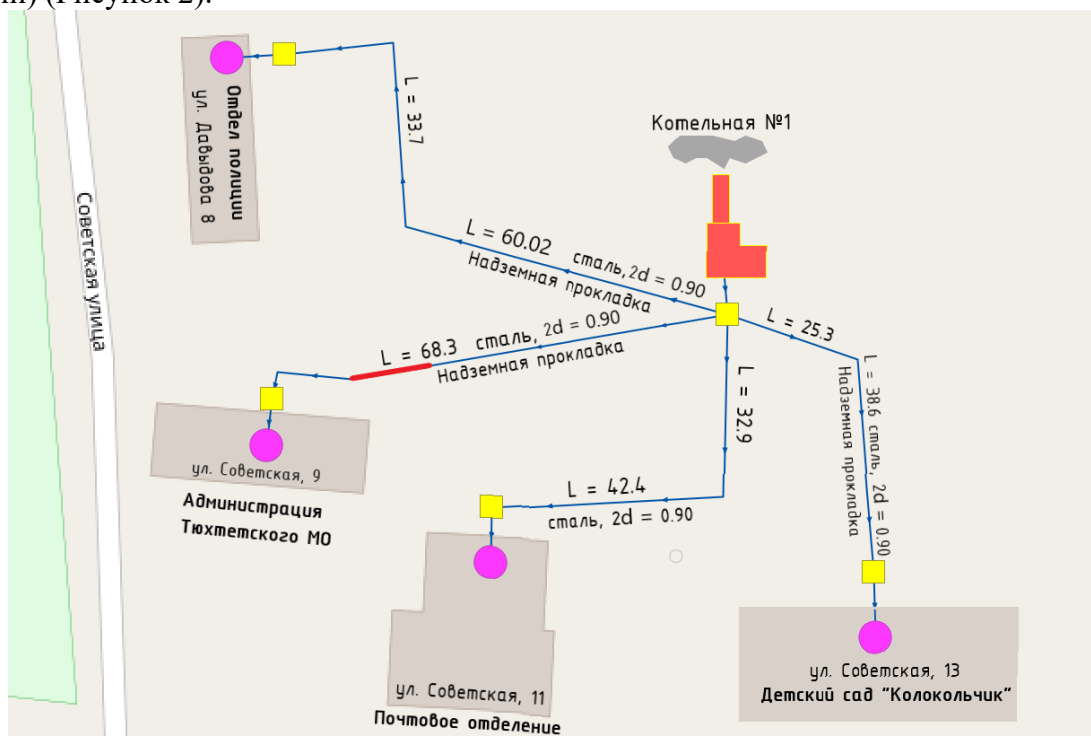 (Рисунок 2).
Котельная №1
Отдел полиции
ул. Давыдова 8
L = 33.7
Советская улица
L = 60.02 сталь, 2d = 0.90
Надземная прокладка
L = 68.3 сталь, 2d = 0.90
Надземная прокладка
L = 25.3
L = 38.6 сталь, 2d = 0.90
Надземная прокладка
L = 32.9
L = 42.4
сталь, 2d = 0.90
ул. Советская, 9
Администрация
Тюхтетского МО
ул. Советская, 11
Почтовое отделение
ул. Советская, 13
Детский сад "Колокольчик"